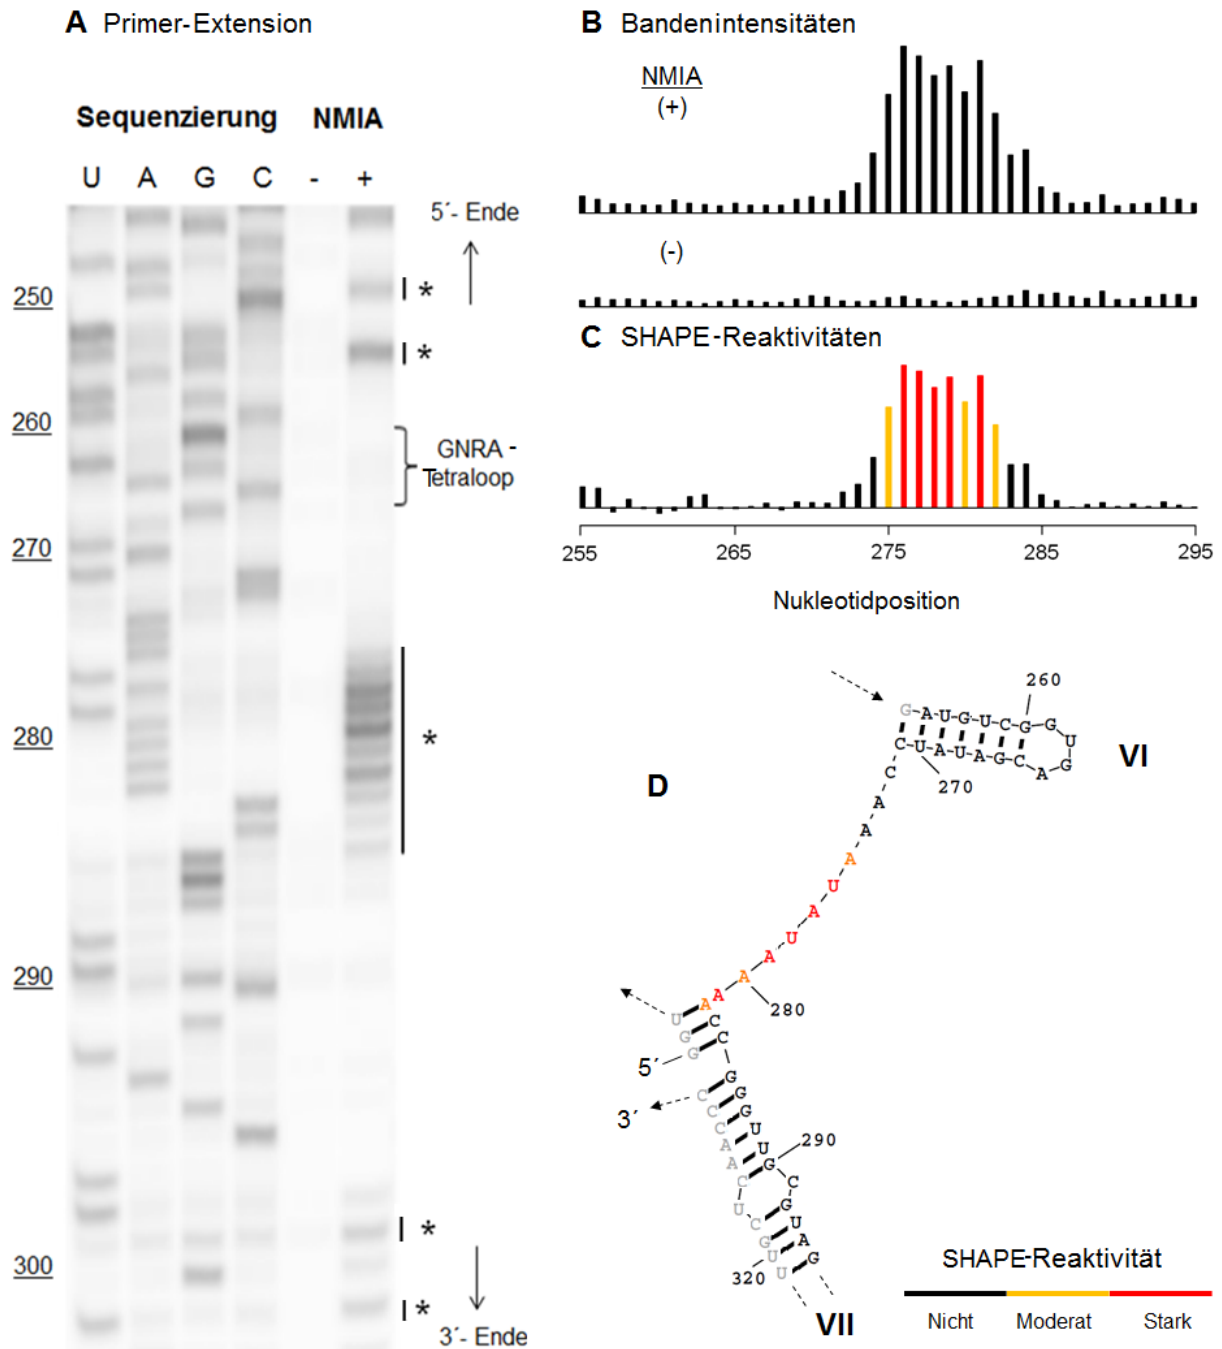 A Primer-Extension
Sequenzierung NMIA
U A G C - +
5´- Ende
250
*
*
260
GNRA -
Tetraloop
270
280
*
290
*
300
*
3´- Ende
B Bandenintensitäten
NMIA
(+)
(-)
C SHAPE-Reaktivitäten
255 265 275 285 295
Nukleotidposition
D
260
G A U G U C G G U G A C G A U A U C
VI
270
C A A A U A U A A A A
280
U G G
C C
5´
3´
G G G U U G C G U A G
290
C C C A A C U C G U U
320
VII
SHAPE-Reaktivität
Nicht Moderat Stark